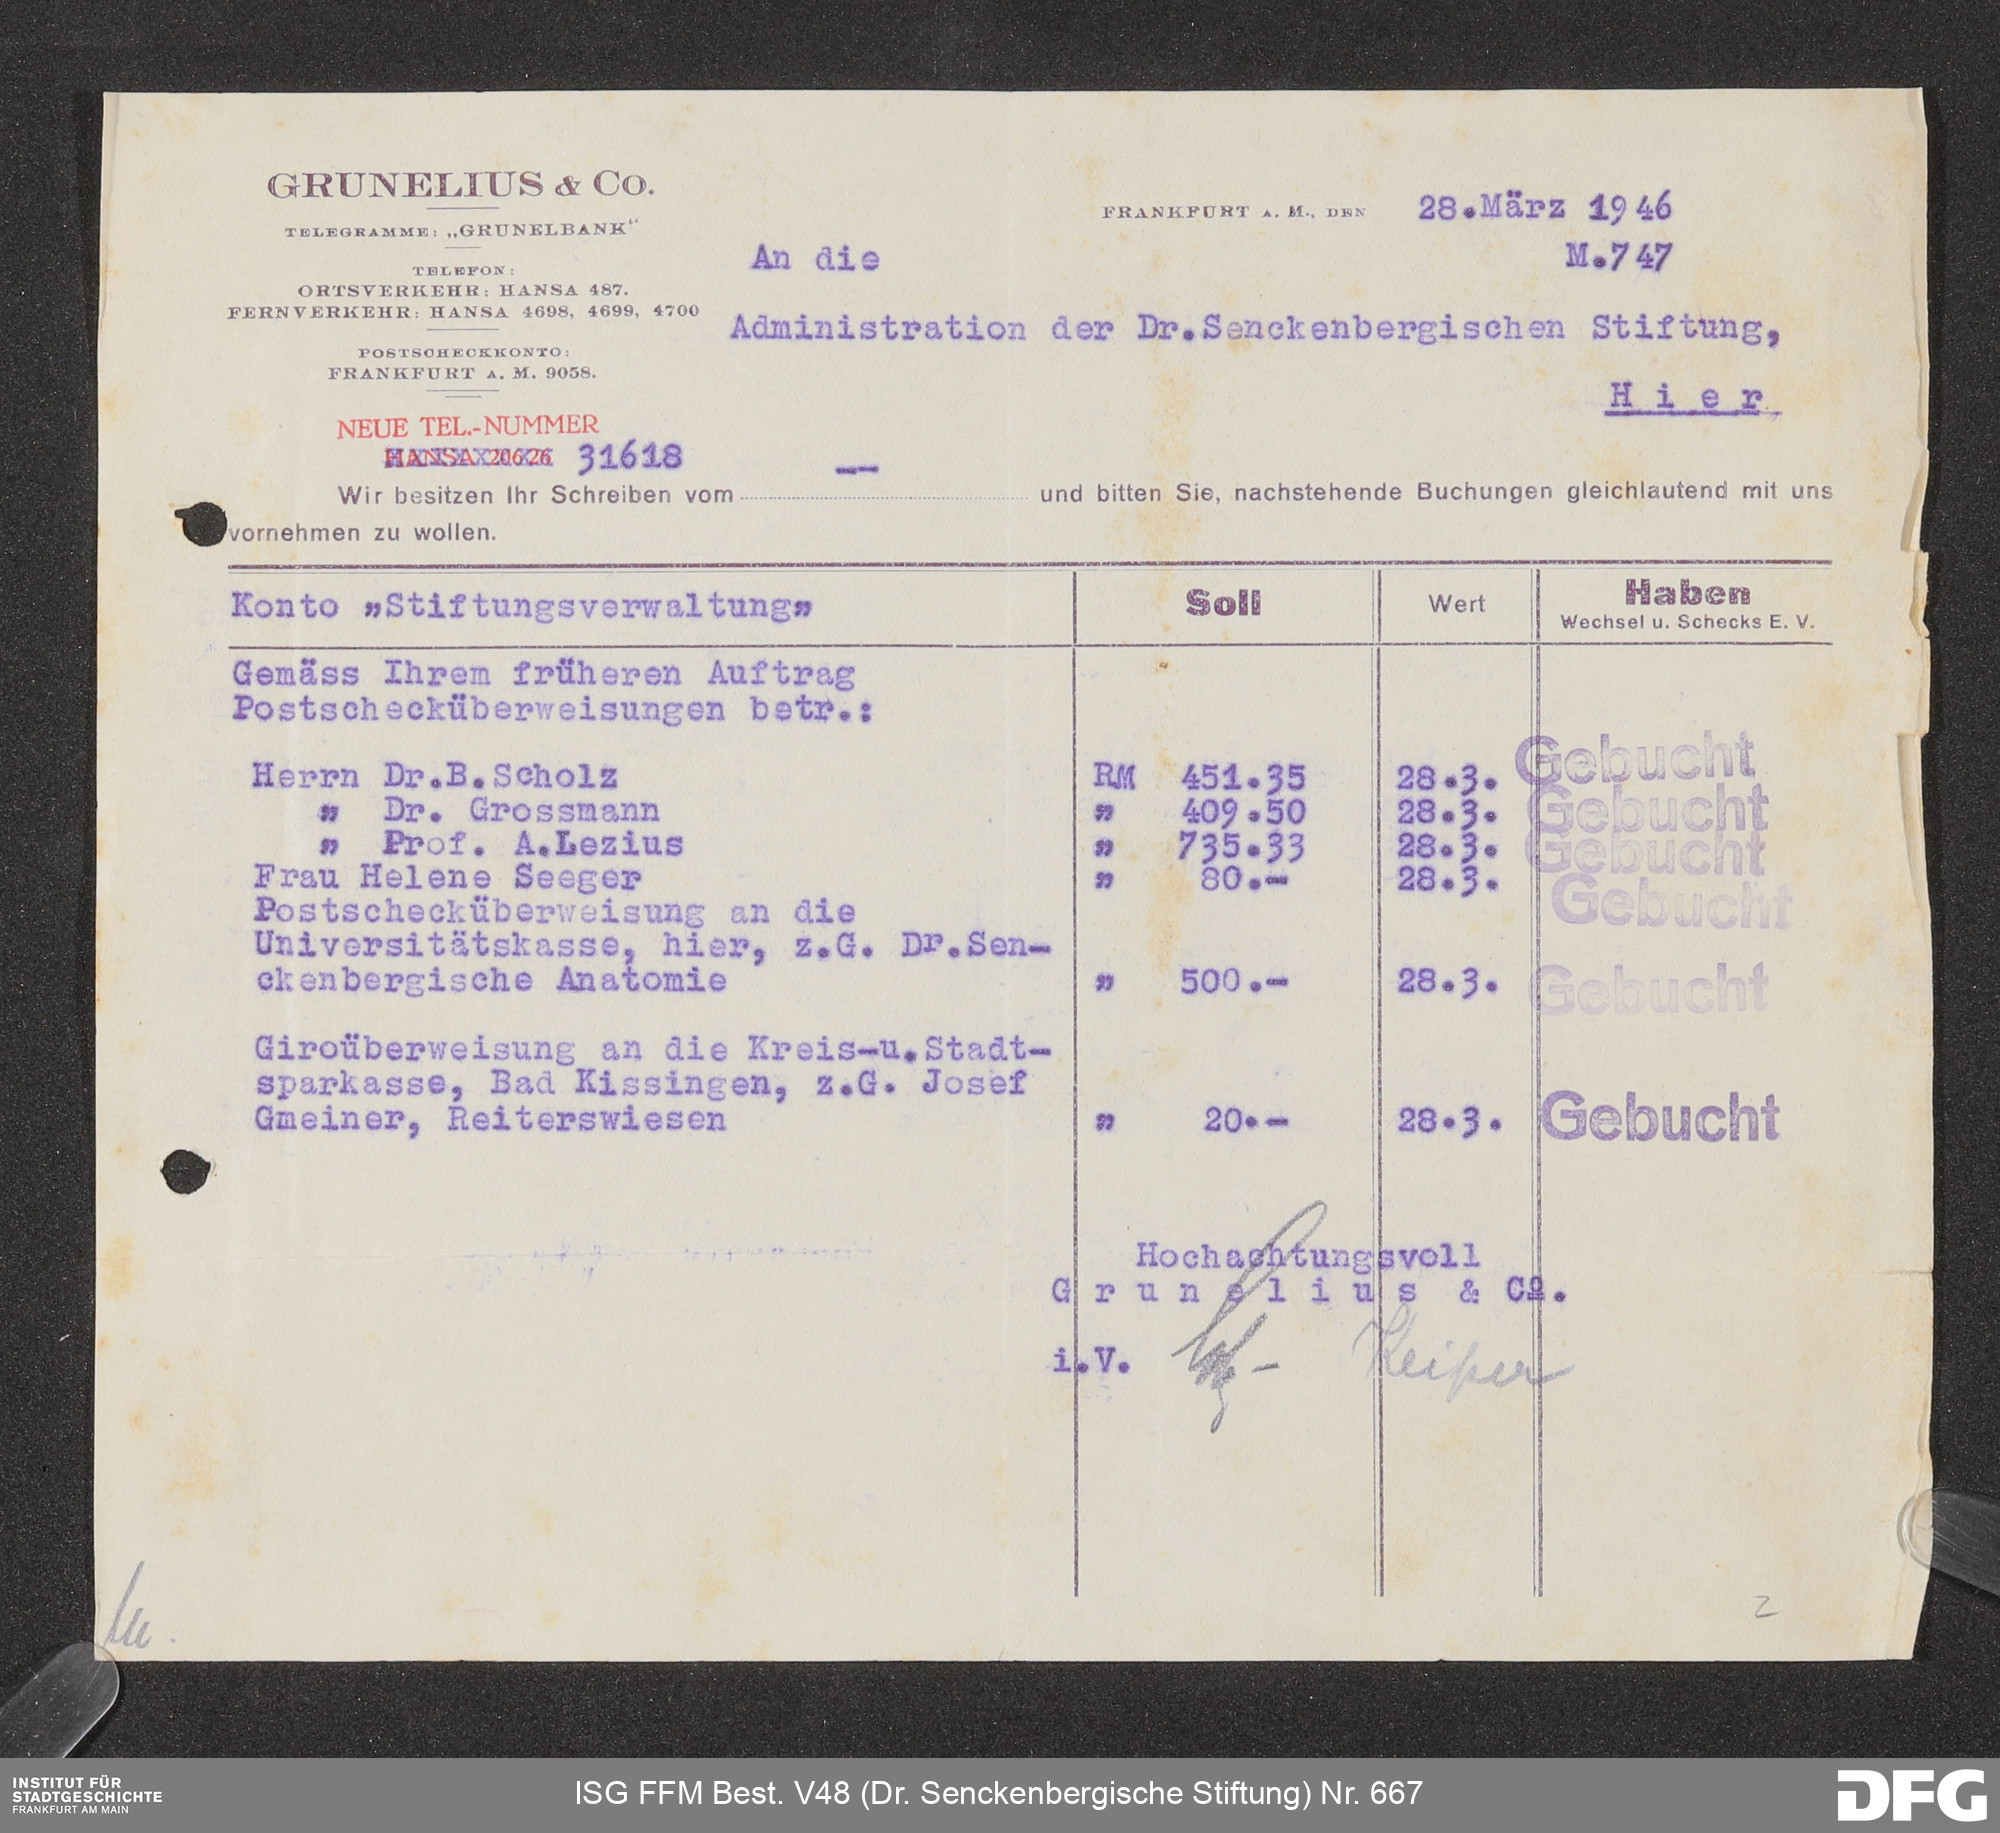 GRUNELIUS & Co.
TELEGRAMME: „GRUNELBANK“
TELEFON:
ORTSVERKEHR: HANSA 487.
FERNVERKEHR: HANSA 4698, 4699, 4700
POSTSCHECKKONTO:
FRANKFURT A. M. 9058.
NEUE TEL.-NUMMER
HANSA 20626 31618
FRANKFURT A. M., DEN 28.März 1946
M.747
An die
Administration der Dr.Senckenbergischen Stiftung,
H i e r
--
Wir besitzen Ihr Schreiben vom und bitten Sie, nachstehende Buchungen gleichlautend mit uns
vornehmen zu wollen.
Konto „Stiftungsverwaltung„ Soll Wert Haben
Wechsel u. Schecks E. V.
Gemäss Ihrem früheren Auftrag
Postschecküberweisungen betr.:
Herrn Dr.B.Scholz RM 451.35 28.3. Gebucht
„ Dr. Grossmann „ 409.50 28.3. Gebucht
„ Prof. A.Lezius „ 735.33 28.3. Gebucht
Frau Helene Seeger „ 80.- 28.3. Gebucht
Postschecküberweisung an die
Universitätskasse, hier, z.G. Dr.Sen-
ckenbergische Anatomie „ 500.- 28.3. Gebucht
Giroüberweisung an die Kreis-u.Stadt-
sparkasse, Bad Kissingen, z.G. Josef
Gmeiner, Reiterswiesen „ 20.- 28.3. Gebucht
Hochachtungsvoll
G r u n e l i u s & Co.
i.V.
2
INSTITUT FÜR
STADTGESCHICHTE
FRANKFURT AM MAIN
ISG FFM Best. V48 (Dr. Senckenbergische Stiftung) Nr. 667
DFG